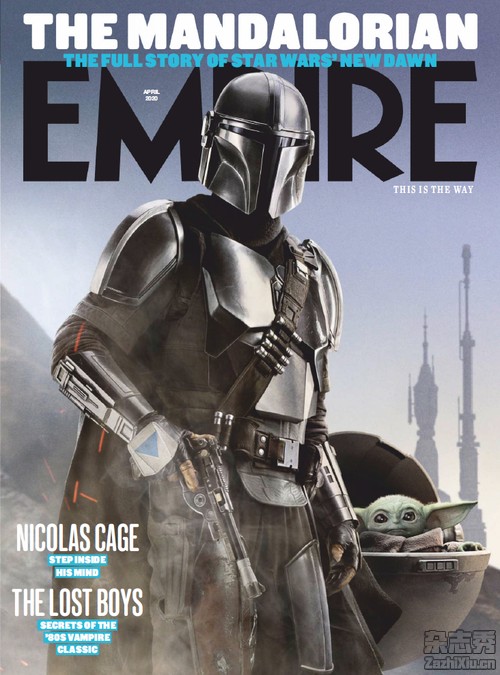 THE MANDALORIAN
THE FULL STORY OF STAR WARS' NEW DAWN
EMPIRE
APRIL
2020
THIS IS THE WAY
NICOLAS CAGE
STEP INSIDE
HIS MIND
THE LOST BOYS
SECRETS OF THE
'80S VAMPIRE
CLASSIC
杂志秀
ZazhiXiu.cn